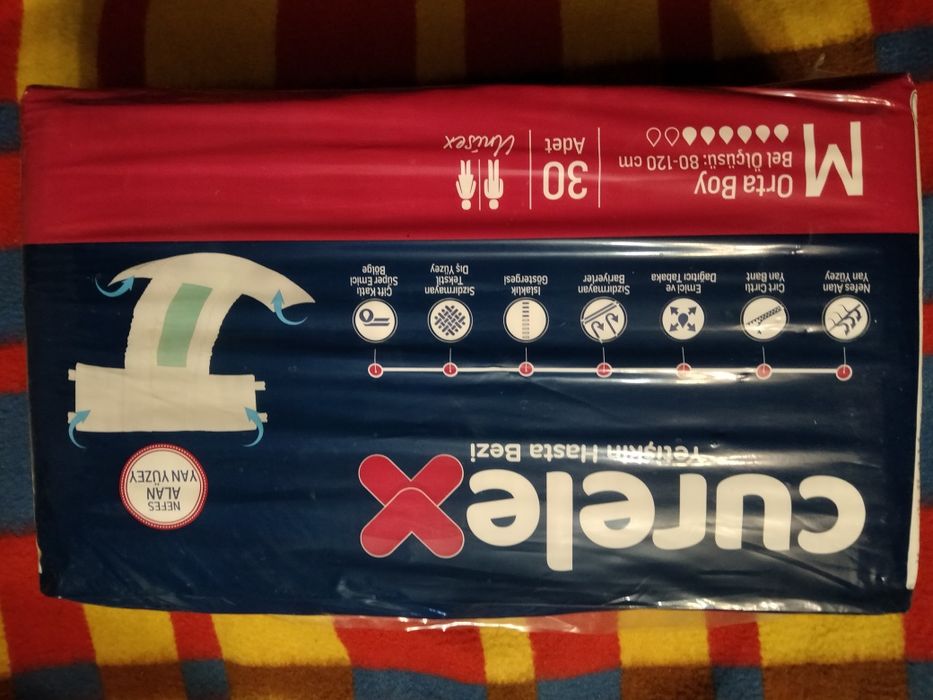 curelex
Yetişkin Hasta Bezi
NEFES
ALAN
YAN YÜZEY
Nefes Alan
Yan Yüzey
Cırt Cırtlı
Yan Bant
Emici ve
Dağıtıcı Tabaka
Sızdırmayan
Bariyerler
Islaklık
Göstergesi
Sızdırmayan
Tekstil
Dış Yüzey
Çift Katlı
Süper Emici
Bölge
M
Orta Boy
Bel Ölçüsü: 80-120 cm
30
Adet
Unisex